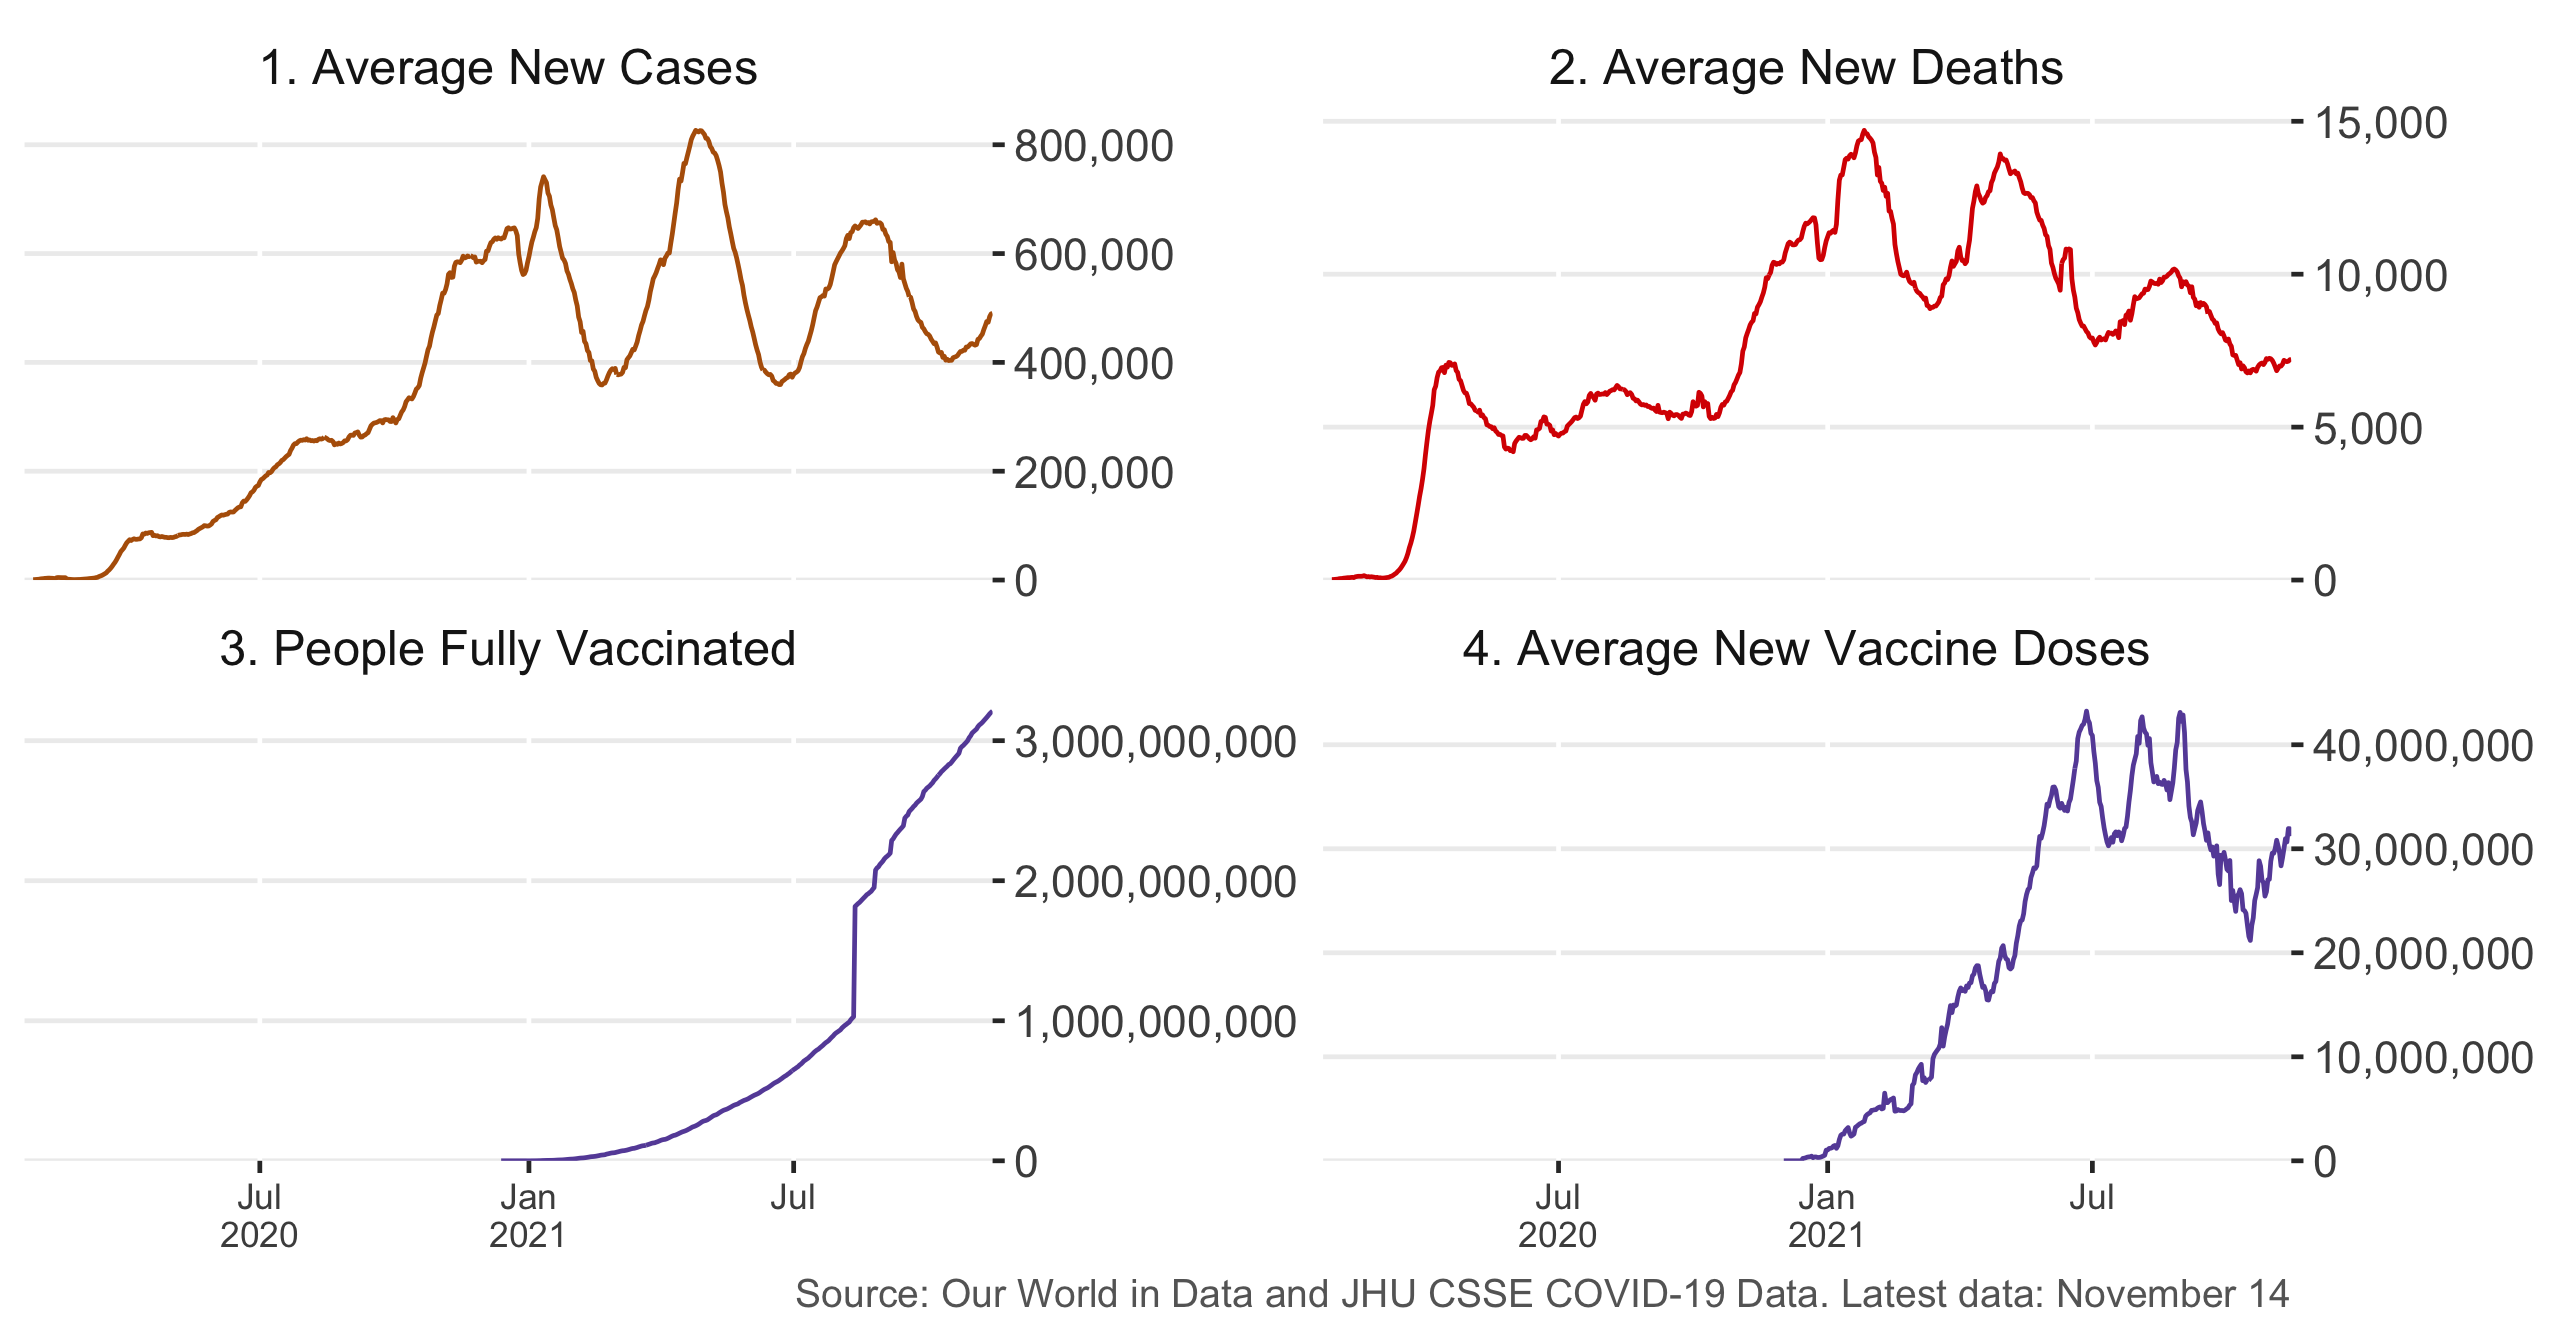 1. Average New Cases
800,000
600,000
400,000
200,000
0
2. Average New Deaths
15,000
10,000
5,000
0
3. People Fully Vaccinated
3,000,000,000
2,000,000,000
1,000,000,000
0
Jul
2020
Jan
2021
Jul
4. Average New Vaccine Doses
40,000,000
30,000,000
20,000,000
10,000,000
0
Jul
2020
Jan
2021
Jul
Source: Our World in Data and JHU CSSE COVID-19 Data. Latest data: November 14